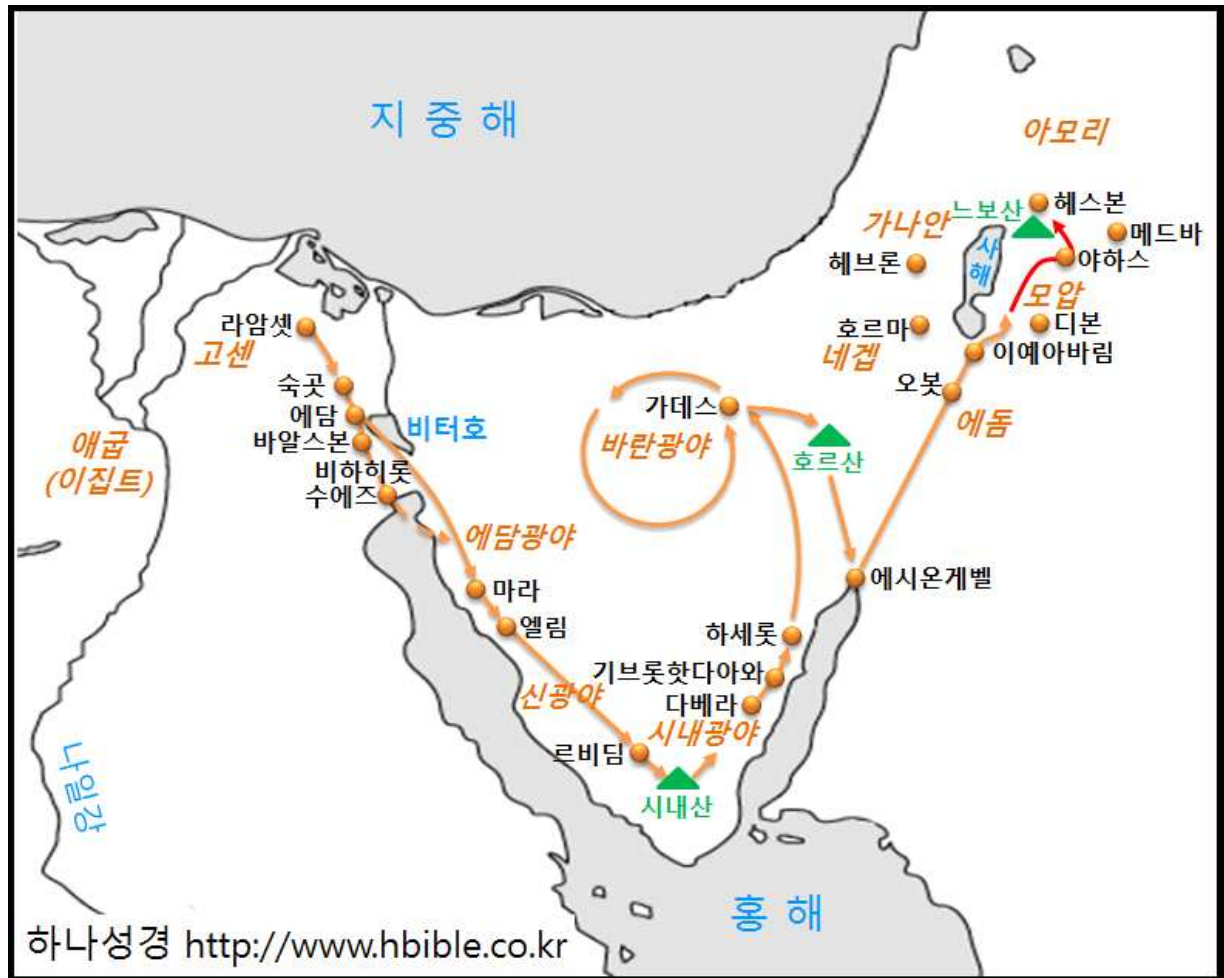 지 중 해
아모리
느보산
헤스본
메드바
가나안
사해
야하스
헤브론
모압
호르마
디본
네겝
이예아바림
오봇
에돔
라암셋
고센
숙곳
에담
비터호
바알스본
비하히롯
수에즈
애굽
(이집트)
에담광야
가데스
바란광야
호르산
마라
엘림
에시온게벨
하세롯
기브롯핫다아와
다베라
신광야
시내광야
르비딤
시내산
나일강
홍 해
하나성경 http://www.hbible.co.kr